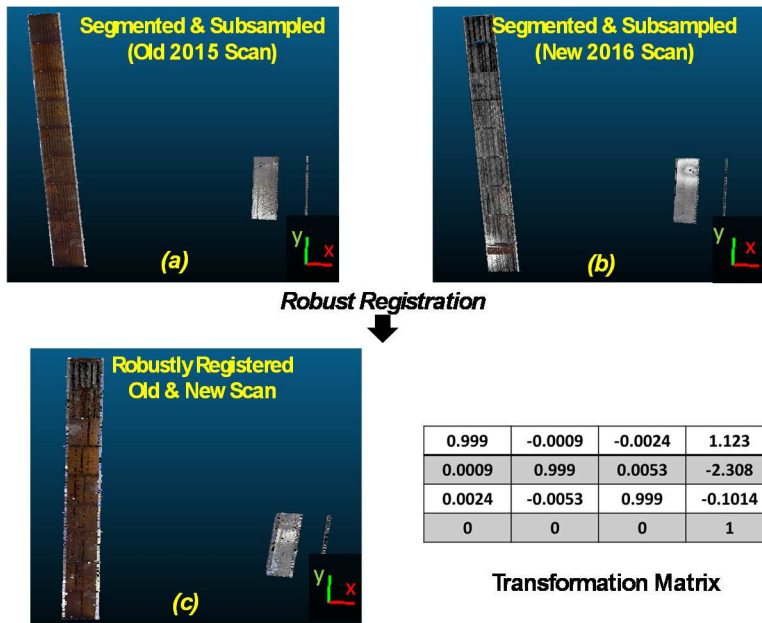 Segmented & Subsampled
(Old 2015 Scan)
y
x
(a)
Segmented & Subsampled
(New 2016 Scan)
y
x
(b)
Robust Registration
Robustly Registered
Old & New Scan
y
x
(c)
0.999 -0.0009 -0.0024 1.123
0.0009 0.999 0.0053 -2.308
0.0024 -0.0053 0.999 -0.1014
0 0 0 1
Transformation Matrix